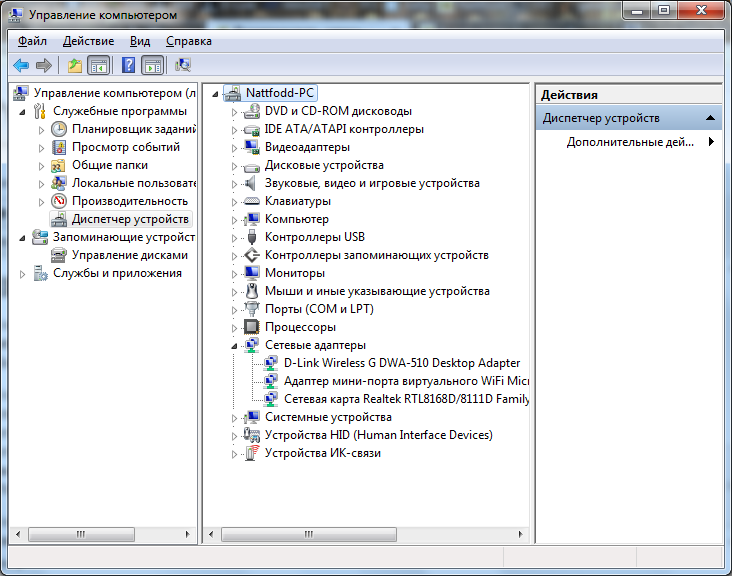 Управление компьютером
Файл Действие Вид Справка
Управление компьютером (л
Служебные программы
Планировщик заданий
Просмотр событий
Общие папки
Локальные пользовате
Производительность
Диспетчер устройств
Запоминающие устройст
Управление дисками
Службы и приложения
Nattfodd-PC
DVD и CD-ROM дисководы
IDE ATA/ATAPI контроллеры
Видеоадаптеры
Дисковые устройства
Звуковые, видео и игровые устройства
Клавиатуры
Компьютер
Контроллеры USB
Контроллеры запоминающих устройств
Мониторы
Мыши и иные указывающие устройства
Порты (COM и LPT)
Процессоры
Сетевые адаптеры
D-Link Wireless G DWA-510 Desktop Adapter
Адаптер мини-порта виртуального WiFi Micr
Сетевая карта Realtek RTL8168D/8111D Family
Системные устройства
Устройства HID (Human Interface Devices)
Устройства ИК-связи
Действия
Диспетчер устройств
Дополнительные дей...